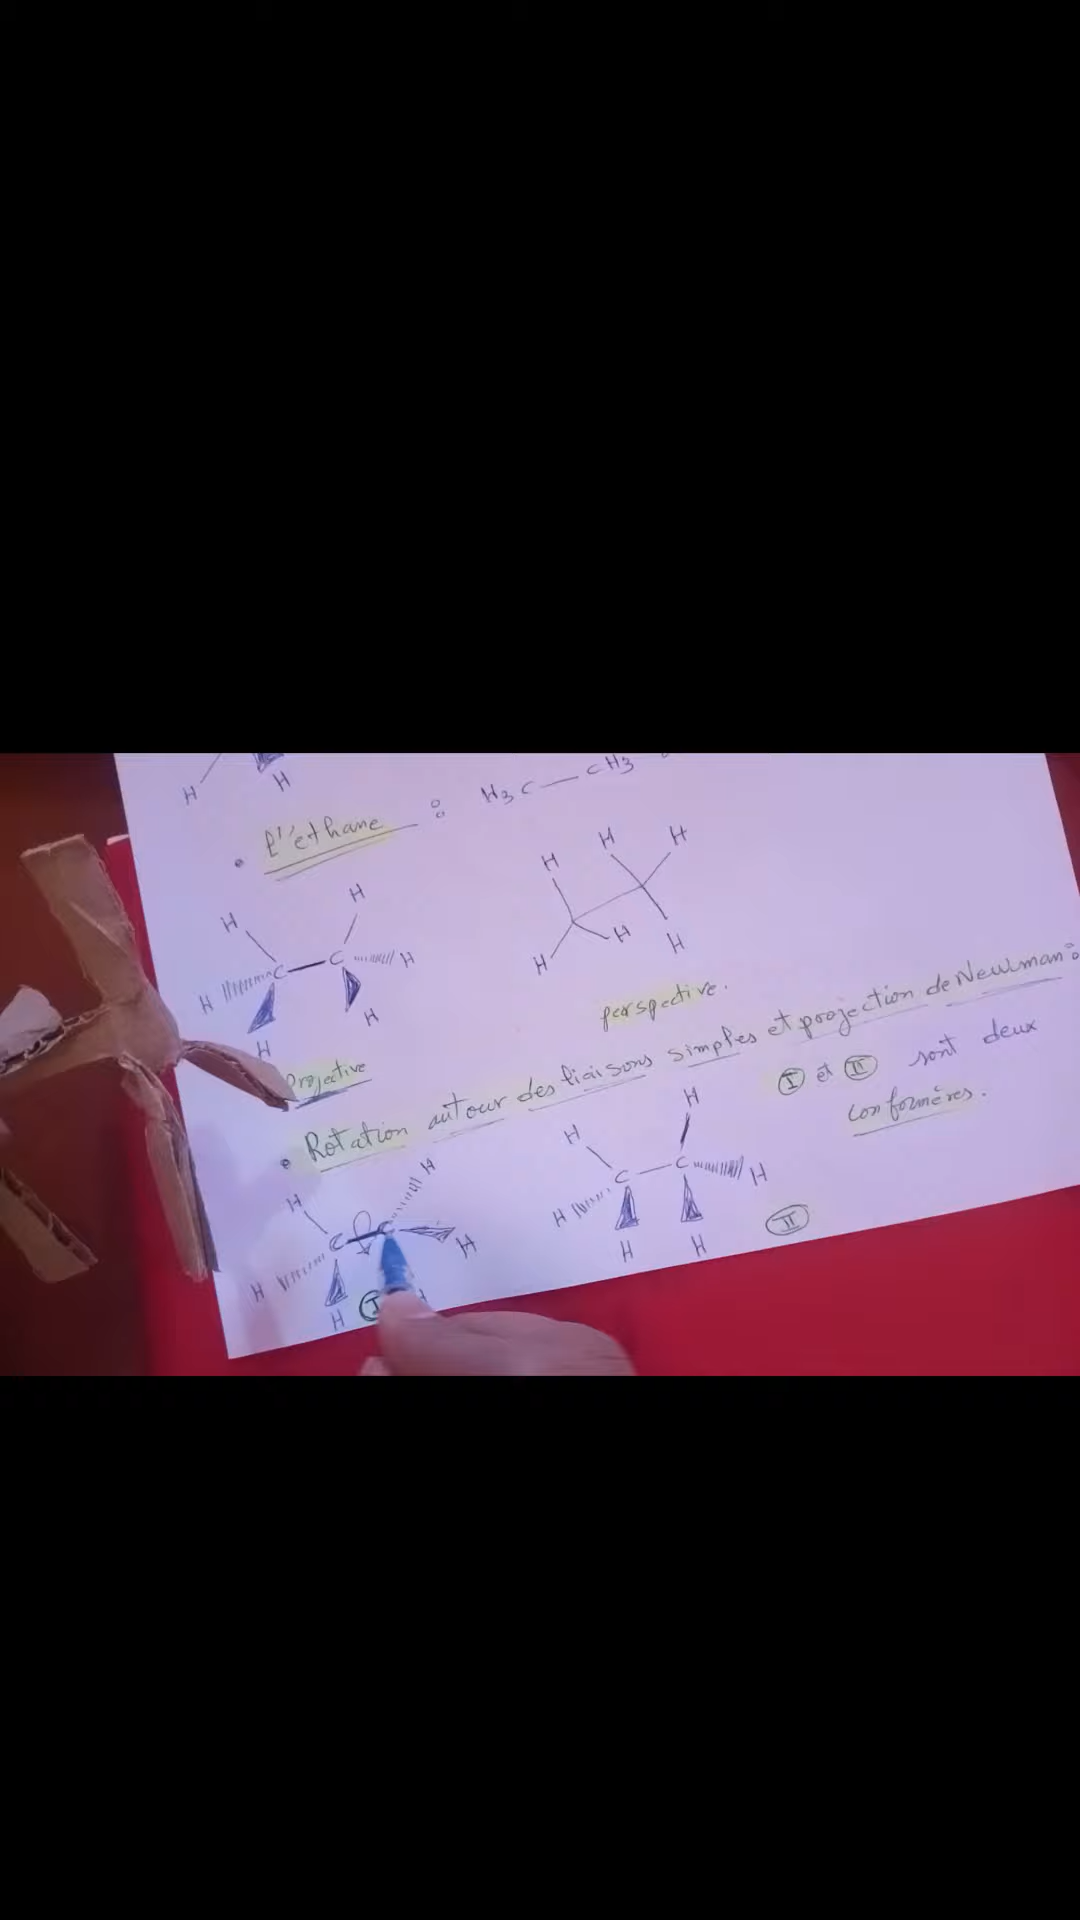 H H
• l'éthane : H3C — CH3
H H
H C — C H
H H
H H H
H H H
Projective
perspective.
• Rotation autour des liaisons simples et projection de Newman :
H H
H C C H
H H
I
H H
H C — C H
H H
II
I et II sont deux
conformères.